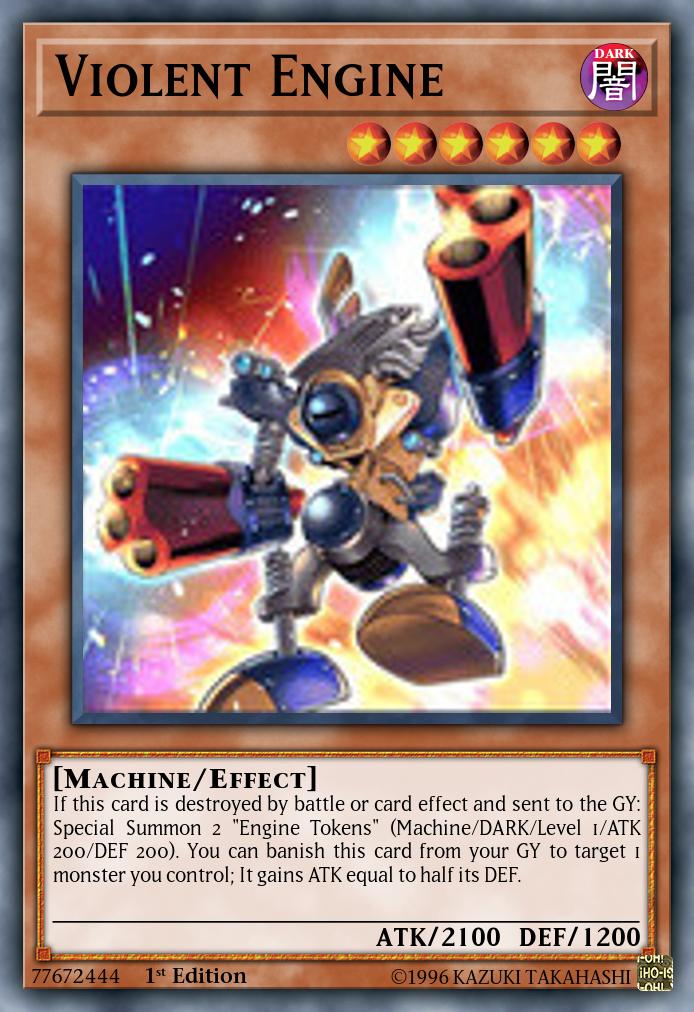 Violent Engine
DARK
闇
[Machine/Effect]
If this card is destroyed by battle or card effect and sent to the GY:
Special Summon 2 "Engine Tokens" (Machine/DARK/Level 1/ATK
200/DEF 200). You can banish this card from your GY to target 1
monster you control; It gains ATK equal to half its DEF.
ATK/2100 DEF/1200
77672444 1st Edition ©1996 KAZUKI TAKAHASHI